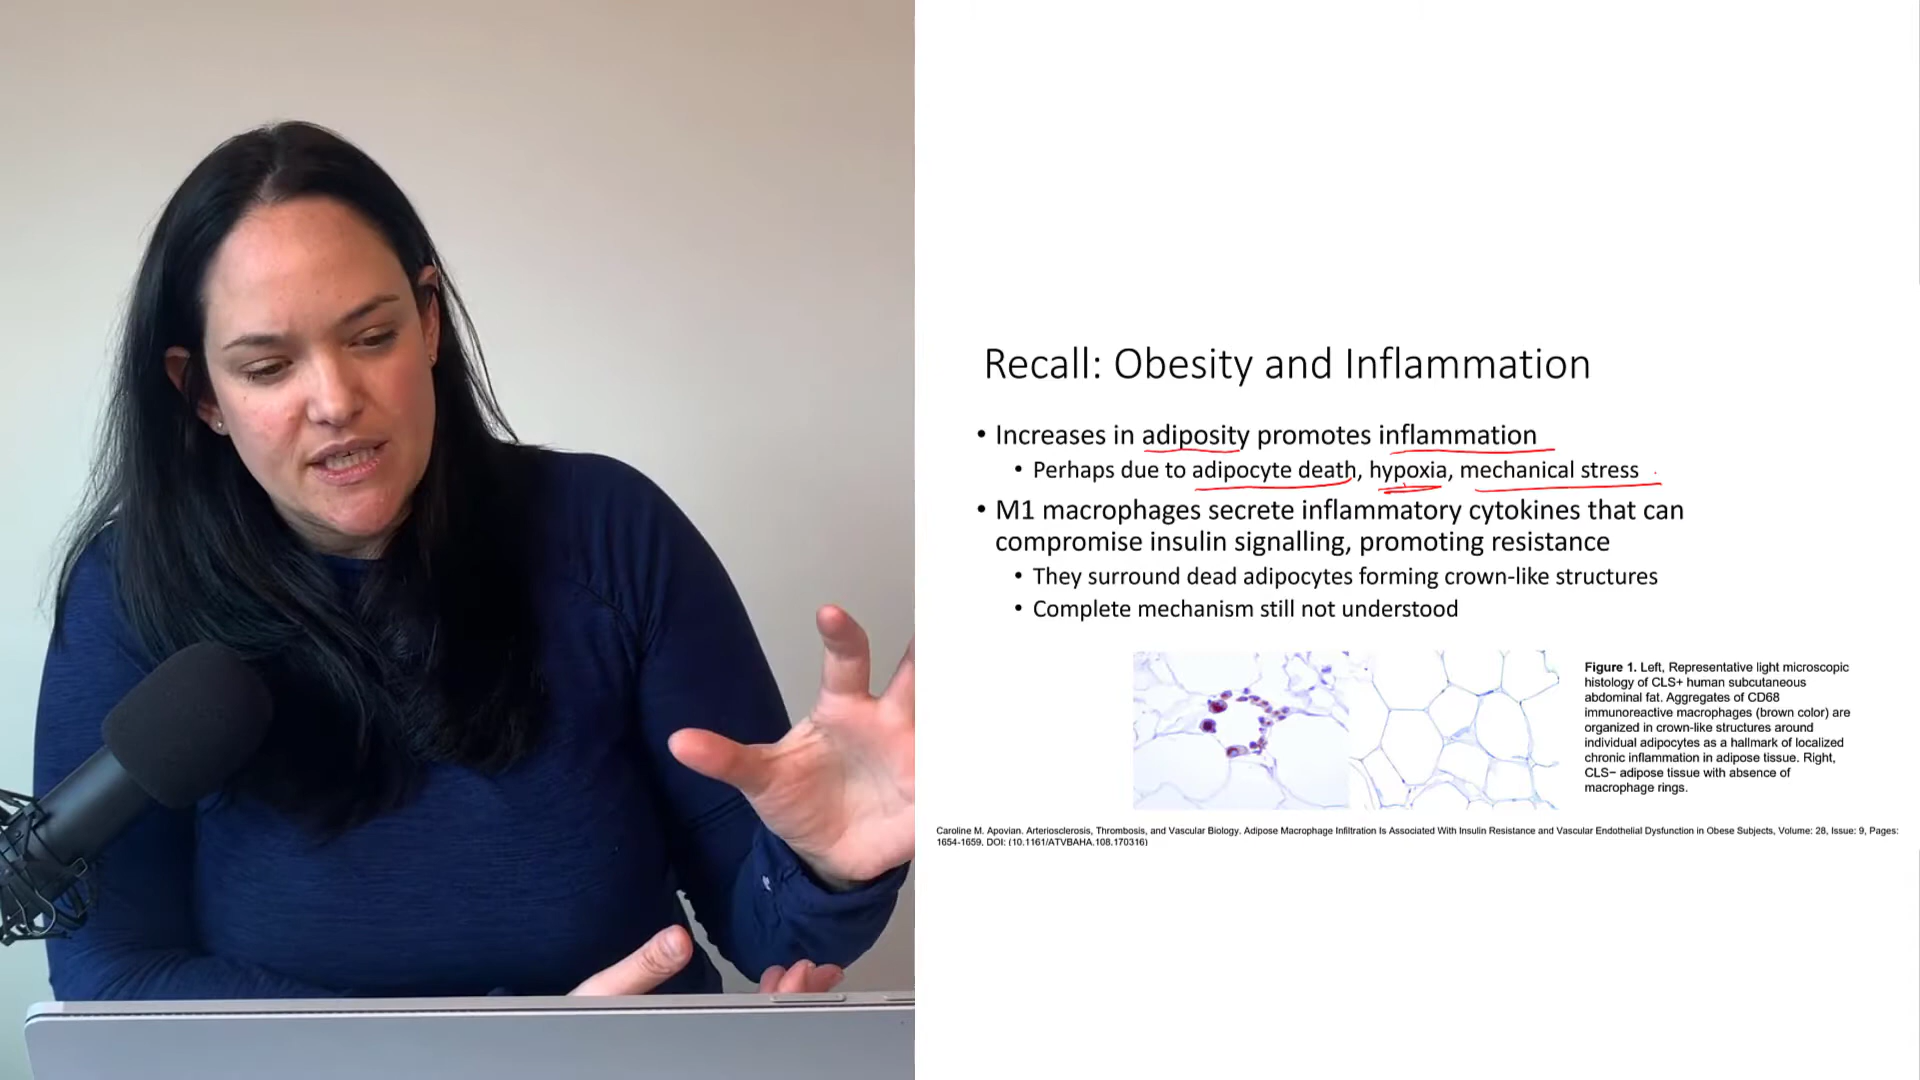 Recall: Obesity and Inflammation
• Increases in adiposity promotes inflammation
• Perhaps due to adipocyte death, hypoxia, mechanical stress
• M1 macrophages secrete inflammatory cytokines that can
compromise insulin signalling, promoting resistance
• They surround dead adipocytes forming crown-like structures
• Complete mechanism still not understood
Figure 1. Left, Representative light microscopic
histology of CLS+ human subcutaneous
abdominal fat. Aggregates of CD68
immunoreactive macrophages (brown color) are
organized in crown-like structures around
individual adipocytes as a hallmark of localized
chronic inflammation in adipose tissue. Right,
CLS− adipose tissue with absence of
macrophage rings.
Caroline M. Apovian. Arteriosclerosis, Thrombosis, and Vascular Biology. Adipose Macrophage Infiltration Is Associated With Insulin Resistance and Vascular Endothelial Dysfunction in Obese Subjects, Volume: 28, Issue: 9, Pages:
1654-1659, DOI: (10.1161/ATVBAHA.108.170316)